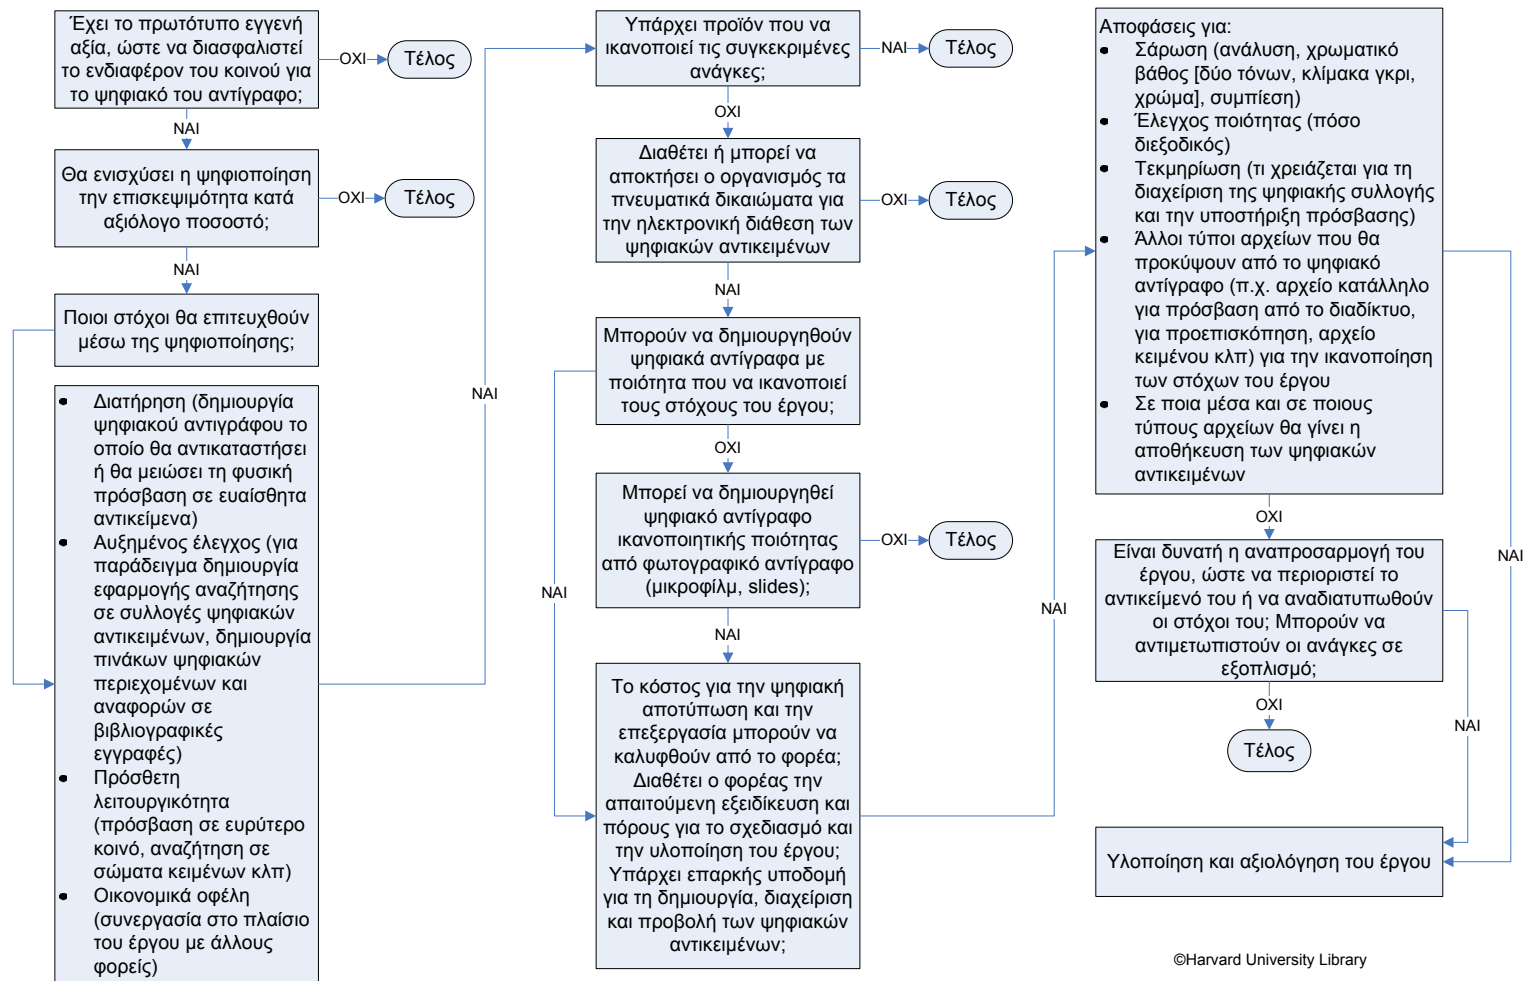 Έχει το πρωτότυπο εγγενή
αξία, ώστε να διασφαλιστεί
το ενδιαφέρον του κοινού για
το ψηφιακό του αντίγραφο;
ΟΧΙ
Τέλος
ΝΑΙ
Θα ενισχύσει η ψηφιοποίηση
την επισκεψιμότητα κατά
αξιόλογο ποσοστό;
ΟΧΙ
Τέλος
ΝΑΙ
Ποιοι στόχοι θα επιτευχθούν
μέσω της ψηφιοποίησης;
• Διατήρηση (δημιουργία
ψηφιακού αντιγράφου το
οποίο θα αντικαταστήσει
ή θα μειώσει τη φυσική
πρόσβαση σε ευαίσθητα
αντικείμενα)
• Αυξημένος έλεγχος (για
παράδειγμα δημιουργία
εφαρμογής αναζήτησης
σε συλλογές ψηφιακών
αντικειμένων, δημιουργία
πινάκων ψηφιακών
περιεχομένων και
αναφορών σε
βιβλιογραφικές
εγγραφές)
• Πρόσθετη
λειτουργικότητα
(πρόσβαση σε ευρύτερο
κοινό, αναζήτηση σε
σώματα κειμένων κλπ)
• Οικονομικά οφέλη
(συνεργασία στο πλαίσιο
του έργου με άλλους
φορείς)
ΝΑΙ
Υπάρχει προϊόν που να
ικανοποιεί τις συγκεκριμένες
ανάγκες;
ΝΑΙ
Τέλος
ΟΧΙ
Διαθέτει ή μπορεί να
αποκτήσει ο οργανισμός τα
πνευματικά δικαιώματα για
την ηλεκτρονική διάθεση των
ψηφιακών αντικειμένων
ΟΧΙ
Τέλος
ΝΑΙ
Μπορούν να δημιουργηθούν
ψηφιακά αντίγραφα με
ποιότητα που να ικανοποιεί
τους στόχους του έργου;
ΝΑΙ
ΟΧΙ
Μπορεί να δημιουργηθεί
ψηφιακό αντίγραφο
ικανοποιητικής ποιότητας
από φωτογραφικό αντίγραφο
(μικροφίλμ, slides);
ΟΧΙ
Τέλος
ΝΑΙ
Το κόστος για την ψηφιακή
αποτύπωση και την
επεξεργασία μπορούν να
καλυφθούν από το φορέα;
Διαθέτει ο φορέας την
απαιτούμενη εξειδίκευση και
πόρους για το σχεδιασμό και
την υλοποίηση του έργου;
Υπάρχει επαρκής υποδομή
για τη δημιουργία, διαχείριση
και προβολή των ψηφιακών
αντικειμένων;
ΝΑΙ
Αποφάσεις για:
• Σάρωση (ανάλυση, χρωματικό
βάθος [δύο τόνων, κλίμακα γκρι,
χρώμα], συμπίεση)
• Έλεγχος ποιότητας (πόσο
διεξοδικός)
• Τεκμηρίωση (τι χρειάζεται για τη
διαχείριση της ψηφιακής συλλογής
και την υποστήριξη πρόσβασης)
• Άλλοι τύποι αρχείων που θα
προκύψουν από το ψηφιακό
αντίγραφο (π.χ. αρχείο κατάλληλο
για πρόσβαση από το διαδίκτυο,
για προεπισκόπηση, αρχείο
κειμένου κλπ) για την ικανοποίηση
των στόχων του έργου
• Σε ποια μέσα και σε ποιους
τύπους αρχείων θα γίνει η
αποθήκευση των ψηφιακών
αντικειμένων
ΟΧΙ
ΝΑΙ
Είναι δυνατή η αναπροσαρμογή του
έργου, ώστε να περιοριστεί το
αντικείμενό του ή να αναδιατυπωθούν
οι στόχοι του; Μπορούν να
αντιμετωπιστούν οι ανάγκες σε
εξοπλισμό;
ΟΧΙ
ΝΑΙ
Τέλος
Υλοποίηση και αξιολόγηση του έργου
©Harvard University Library